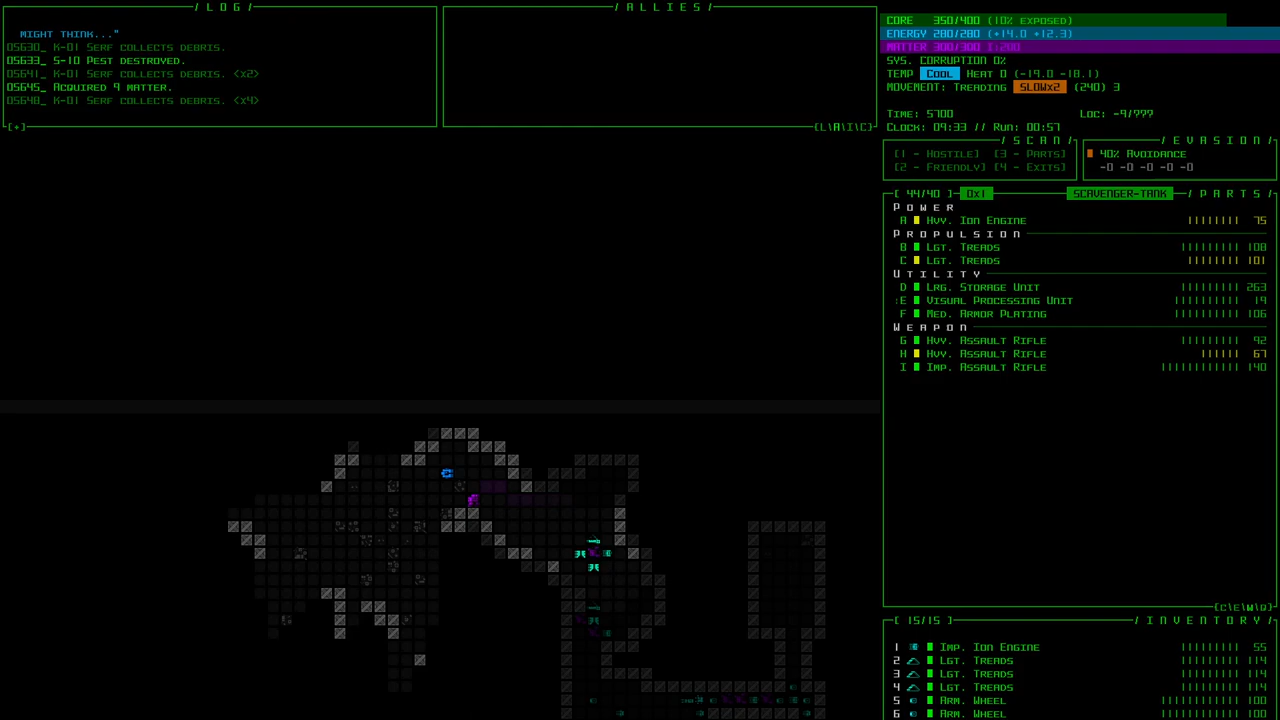 / L O G /
MIGHT THINK..."
05630_ K-01 Serf collects debris.
05633_ S-10 Pest destroyed.
05641_ K-01 Serf collects debris. <x2>
05645_ Acquired 9 matter.
05648_ K-01 Serf collects debris. <x4>
[+]
/ A L L I E S /
(L\A\I\C)
CORE 350/400 (10% EXPOSED)
ENERGY 280/280 (+14.0 +12.3)
MATTER 300/300
SYS. CORRUPTION 0%
TEMP COOL HEAT 0 (-19.0 -18.1)
MOVEMENT: TREADING SLOWx2 (240) 3
TIME: 5700 LOC: -9/???
CLOCK: 09:33 // RUN: 00:57
/ S C A N /
[1 - HOSTILE] [3 - PARTS]
[2 - FRIENDLY] [4 - EXITS]
/ E V A S I O N /
40% AVOIDANCE
-0 -0 -0 -0 -0
[ 44/40 ] 0x1 SCAVENGER-TANK / P A R T S /
P O W E R
A Hvy. Ion Engine 75
P R O P U L S I O N
B Lgt. Treads 108
C Lgt. Treads 101
U T I L I T Y
D Lrg. Storage Unit 263
:E Visual Processing Unit 19
F Med. Armor Plating 106
W E A P O N
G Hvy. Assault Rifle 92
H Hvy. Assault Rifle 67
I Imp. Assault Rifle 140
(C\E\W\Q)
[ 15/15 ] / I N V E N T O R Y /
1 Imp. Ion Engine 55
2 Lgt. Treads 114
3 Lgt. Treads 114
4 Lgt. Treads 114
5 Arm. Wheel 100
6 Arm. Wheel 100